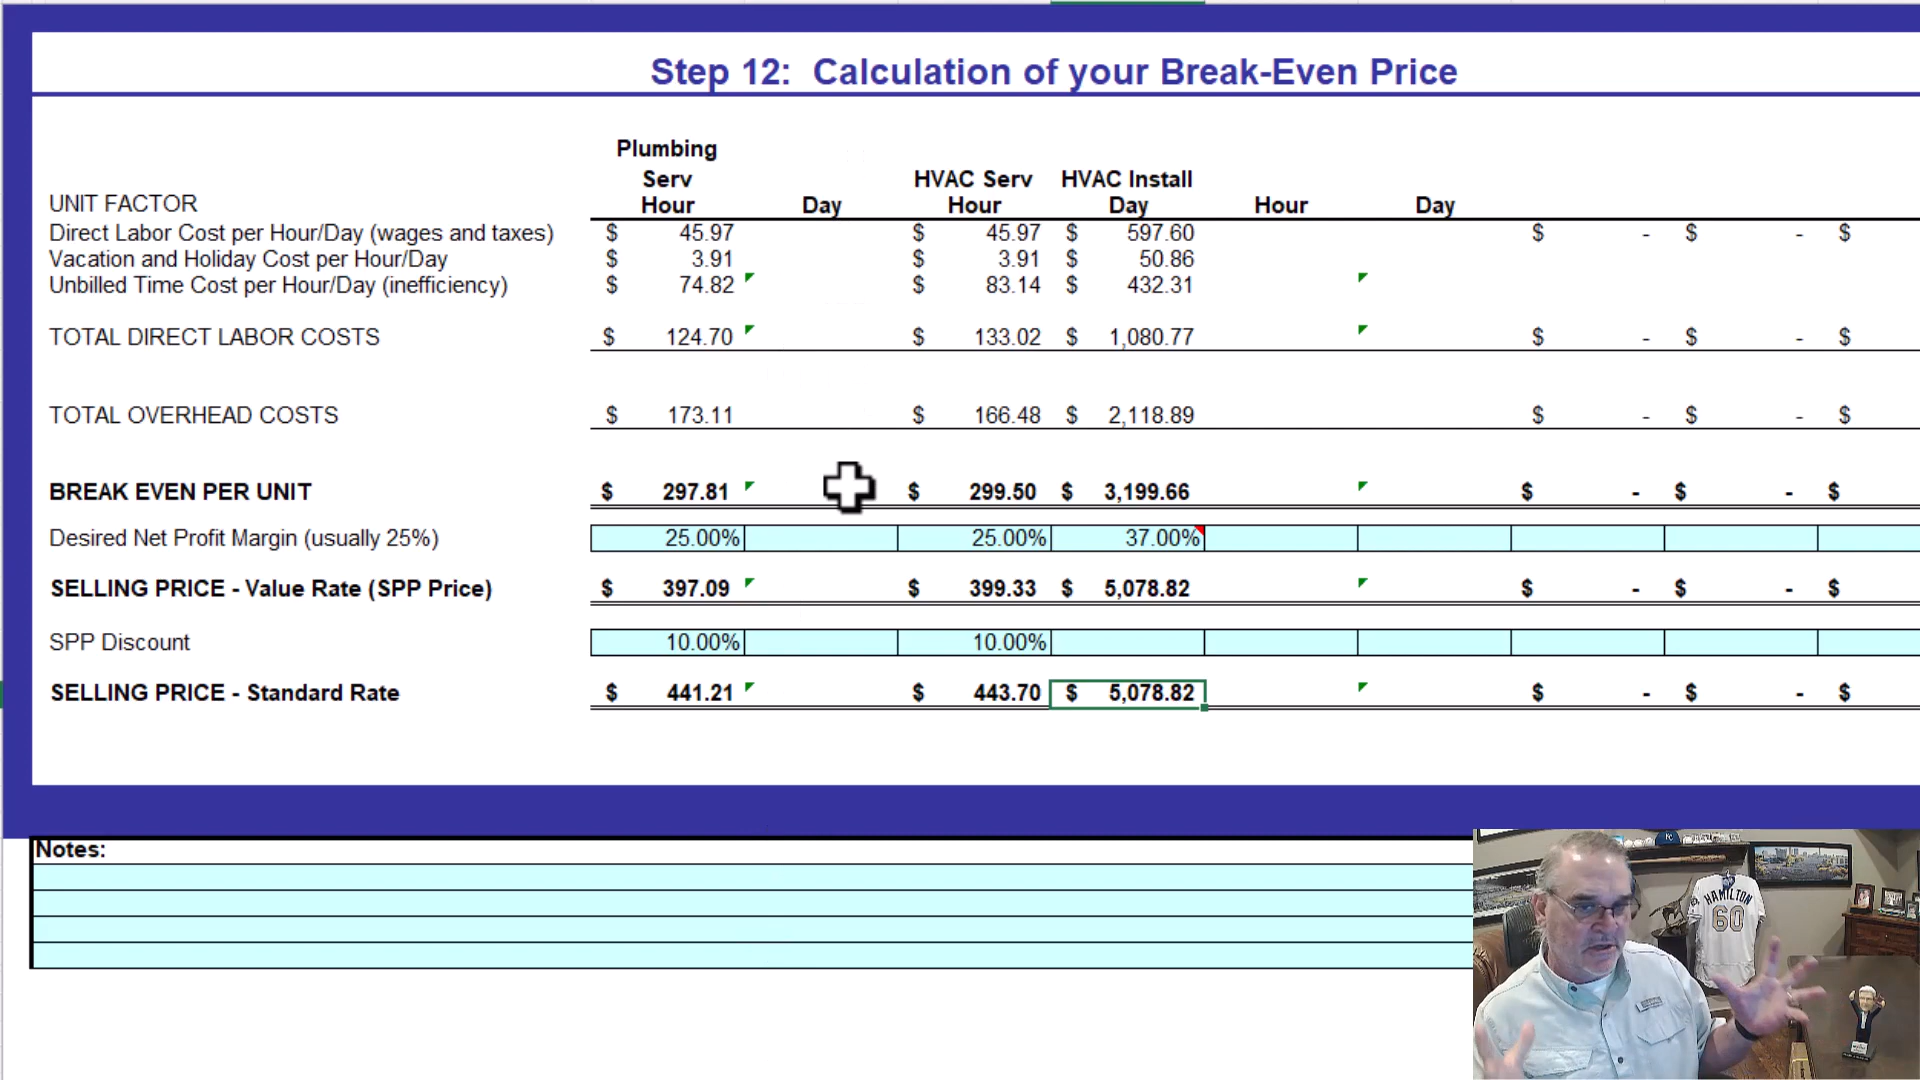 Step 12: Calculation of your Break-Even Price
Plumbing
Serv HVAC Serv HVAC Install
UNIT FACTOR Hour Day Hour Day Hour Day
Direct Labor Cost per Hour/Day (wages and taxes) $ 45.97 $ 45.97 $ 597.60 $ - $ - $
Vacation and Holiday Cost per Hour/Day $ 3.91 $ 3.91 $ 50.86
Unbilled Time Cost per Hour/Day (inefficiency) $ 74.82 $ 83.14 $ 432.31
TOTAL DIRECT LABOR COSTS $ 124.70 $ 133.02 $ 1,080.77 $ - $ - $
TOTAL OVERHEAD COSTS $ 173.11 $ 166.48 $ 2,118.89 $ - $ - $
BREAK EVEN PER UNIT $ 297.81 $ 299.50 $ 3,199.66 $ - $ - $
Desired Net Profit Margin (usually 25%) 25.00% 25.00% 37.00%
SELLING PRICE - Value Rate (SPP Price) $ 397.09 $ 399.33 $ 5,078.82 $ - $ - $
SPP Discount 10.00% 10.00%
SELLING PRICE - Standard Rate $ 441.21 $ 443.70 $ 5,078.82 $ - $ - $
Notes:
HAMILTON
60